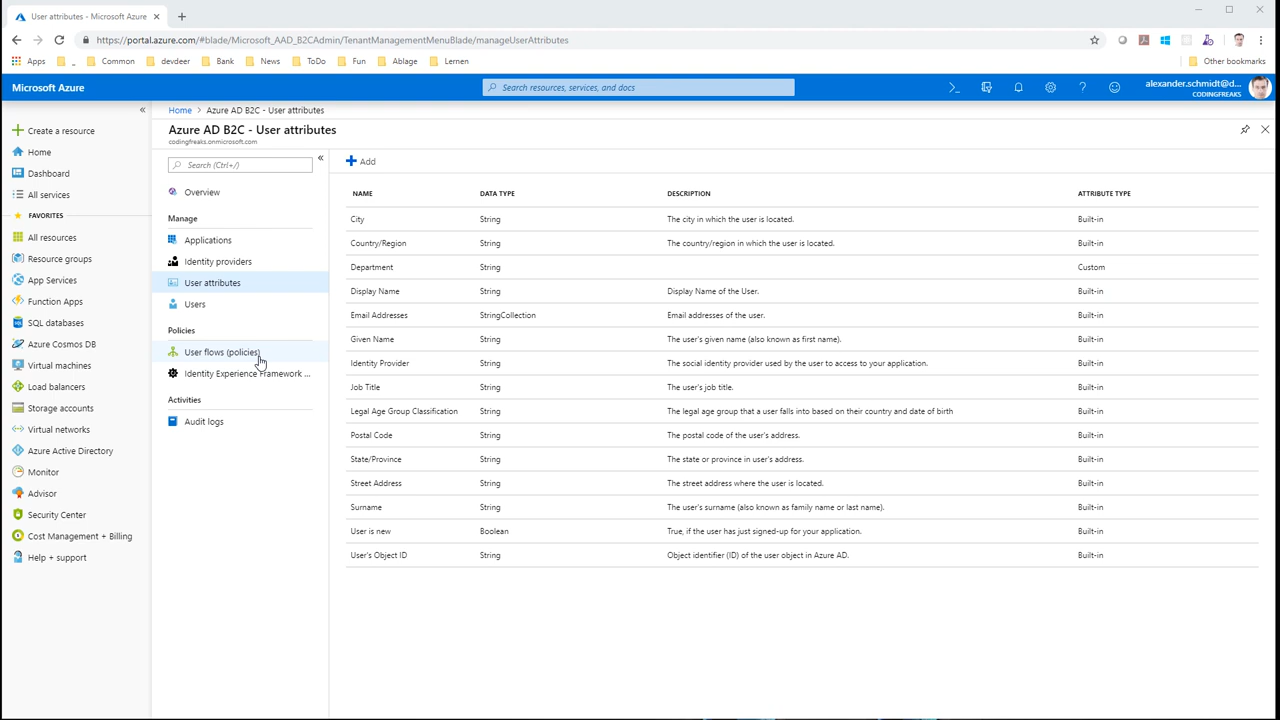 User attributes - Microsoft Azure
https://portal.azure.com/#blade/Microsoft_AAD_B2CAdmin/TenantManagementMenuBlade/manageUserAttributes
Apps _ Common devdeer Bank News ToDo Fun Ablage Lernen Other bookmarks
Microsoft Azure
Search resources, services, and docs
alexander.schmidt@d...
CODINGFREAKS
Create a resource
Home
Dashboard
All services
FAVORITES
All resources
Resource groups
App Services
Function Apps
SQL databases
Azure Cosmos DB
Virtual machines
Load balancers
Storage accounts
Virtual networks
Azure Active Directory
Monitor
Advisor
Security Center
Cost Management + Billing
Help + support
Home Azure AD B2C - User attributes
Azure AD B2C - User attributes
codingfreaks.onmicrosoft.com
Search (Ctrl+/)
Overview
Manage
Applications
Identity providers
User attributes
Users
Policies
User flows (policies)
Identity Experience Framework ...
Activities
Audit logs
Add
NAME DATA TYPE DESCRIPTION ATTRIBUTE TYPE
City String The city in which the user is located. Built-in
Country/Region String The country/region in which the user is located. Built-in
Department String Custom
Display Name String Display Name of the User. Built-in
Email Addresses StringCollection Email addresses of the user. Built-in
Given Name String The user's given name (also known as first name). Built-in
Identity Provider String The social identity provider used by the user to access to your application. Built-in
Job Title String The user's job title. Built-in
Legal Age Group Classification String The legal age group that a user falls into based on their country and date of birth Built-in
Postal Code String The postal code of the user's address. Built-in
State/Province String The state or province in user's address. Built-in
Street Address String The street address where the user is located. Built-in
Surname String The user's surname (also known as family name or last name). Built-in
User is new Boolean True, if the user has just signed-up for your application. Built-in
User's Object ID String Object identifier (ID) of the user object in Azure AD. Built-in